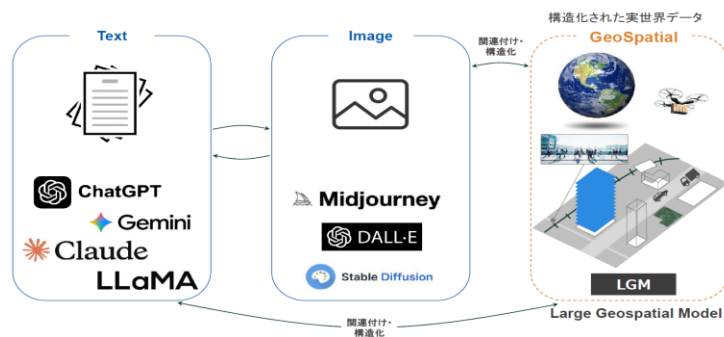 Text
ChatGPT
Gemini
Claude
LLaMA
Image
Midjourney
DALL·E
Stable Diffusion
関連付け・
構造化
構造化された実世界データ
GeoSpatial
LGM
Large Geospatial Model
関連付け・
構造化